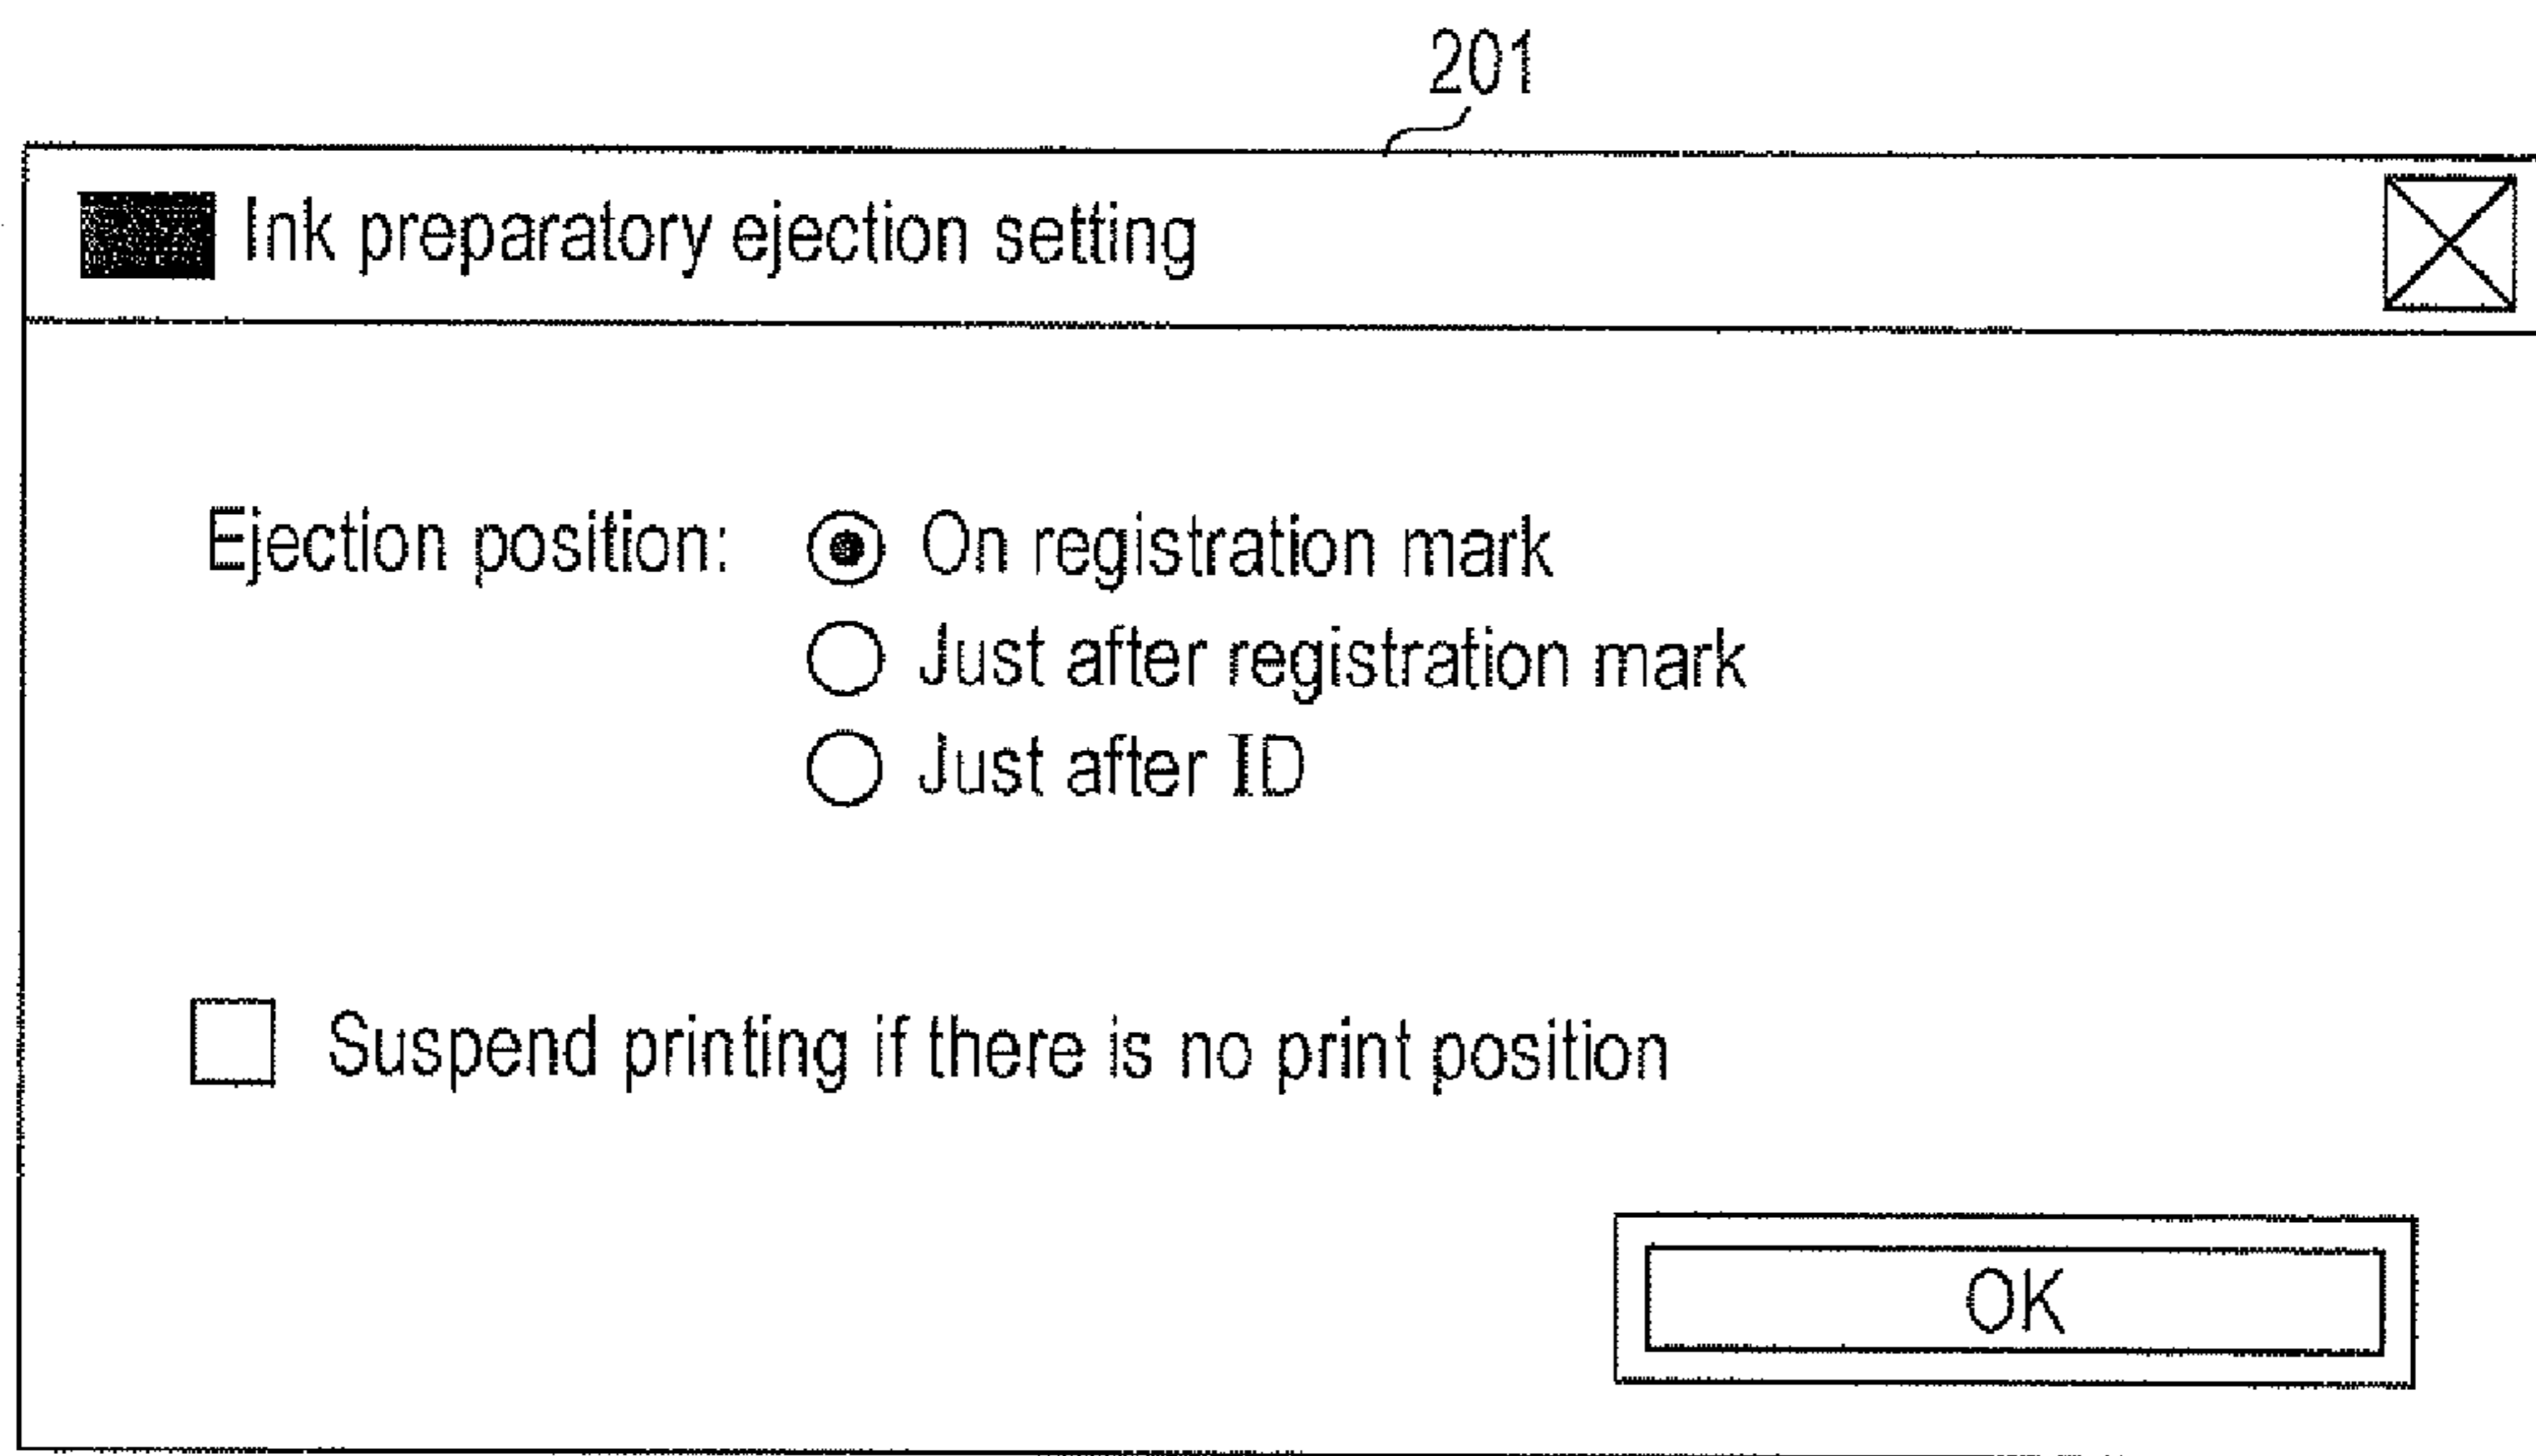 201
Ink preparatory ejection setting
Ejection position: On registration mark
Just after registration mark
Just after ID
Suspend printing if there is no print position
OK